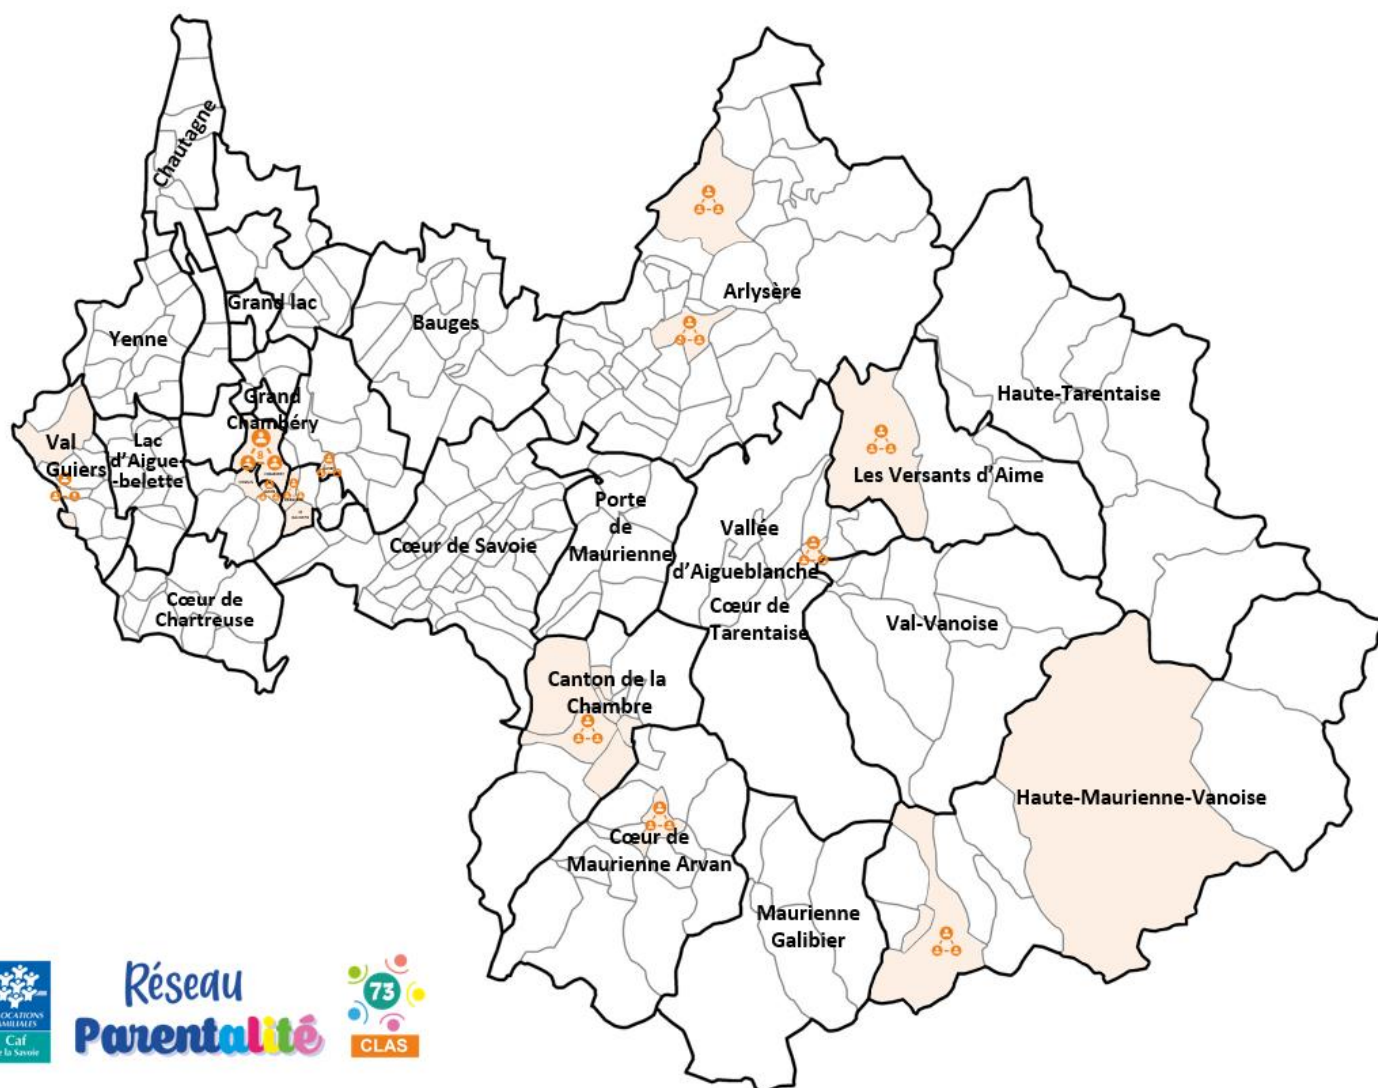 Chautagne
Grand lac
Yenne
Bauges
Arlysère
Grand
Chambéry
Haute-Tarentaise
Val
Guiers
Lac
d'Aigue-
-belette
Les Versants d'Aime
Porte
de
Maurienne
Vallée
d'Aigueblanche
Cœur de Savoie
Cœur de
Tarentaise
Cœur de
Chartreuse
Val-Vanoise
Canton de la
Chambre
Haute-Maurienne-Vanoise
Cœur de
Maurienne Arvan
Maurienne
Galibier
8
Caf
Réseau
Parentalité
73
CLAS